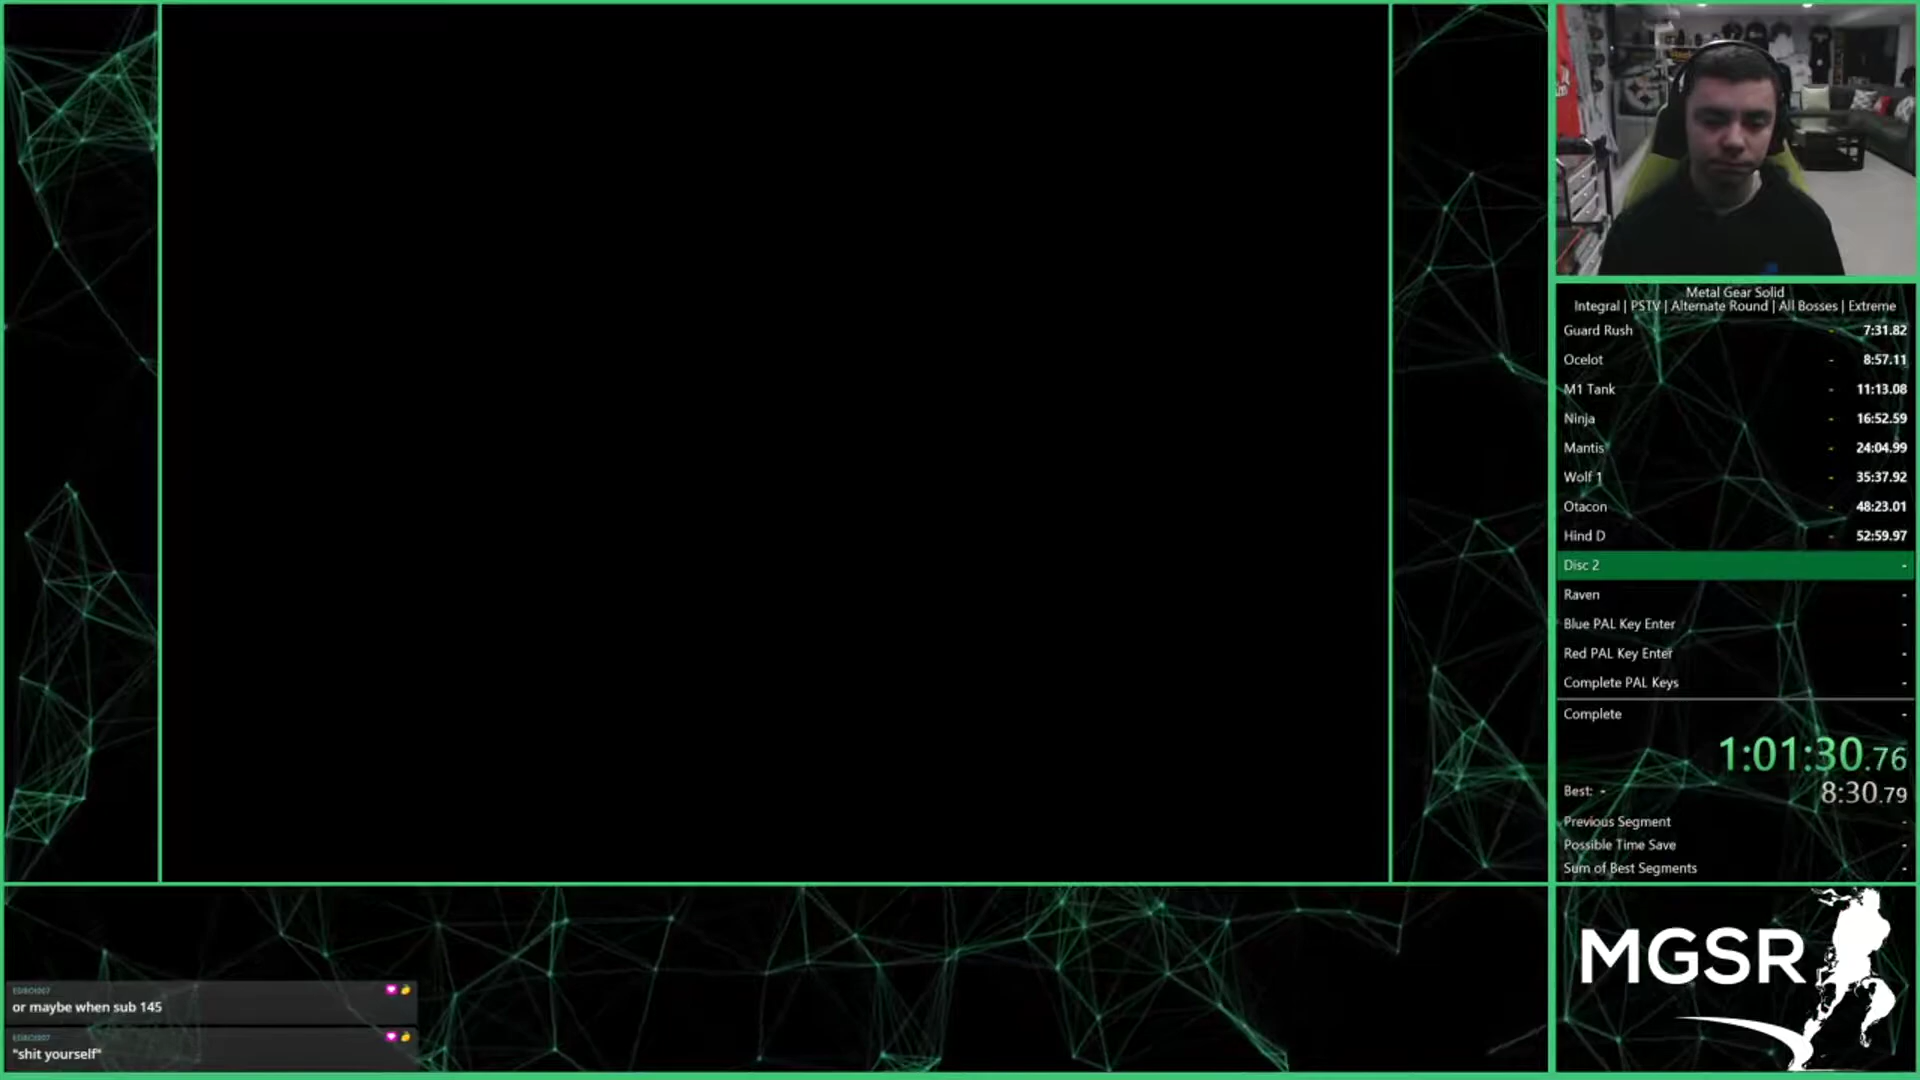 Metal Gear Solid
Integral | PSTV | Alternate Round | All Bosses | Extreme
Guard Rush - 7:31.82
Ocelot - 8:57.11
M1 Tank - 11:13.08
Ninja - 16:52.59
Mantis - 24:04.99
Wolf 1 - 35:37.92
Otacon - 48:23.01
Hind D - 52:59.97
Disc 2 -
Raven -
Blue PAL Key Enter -
Red PAL Key Enter -
Complete PAL Keys -
Complete -
1:01:30.76
Best: - 8:30.79
Previous Segment -
Possible Time Save -
Sum of Best Segments -
MGSR
or maybe when sub 145
"shit yourself"